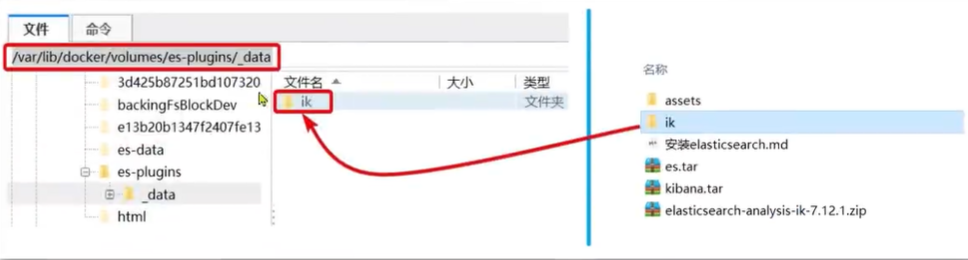 文件
命令
/var/lib/docker/volumes/es-plugins/_data
3d425b87251bd107320
backingFsBlockDev
e13b20b1347f2407fe13
es-data
es-plugins
_data
html
文件名
大小
类型
ik
文件夹
名称
assets
ik
安装elasticsearch.md
es.tar
kibana.tar
elasticsearch-analysis-ik-7.12.1.zip